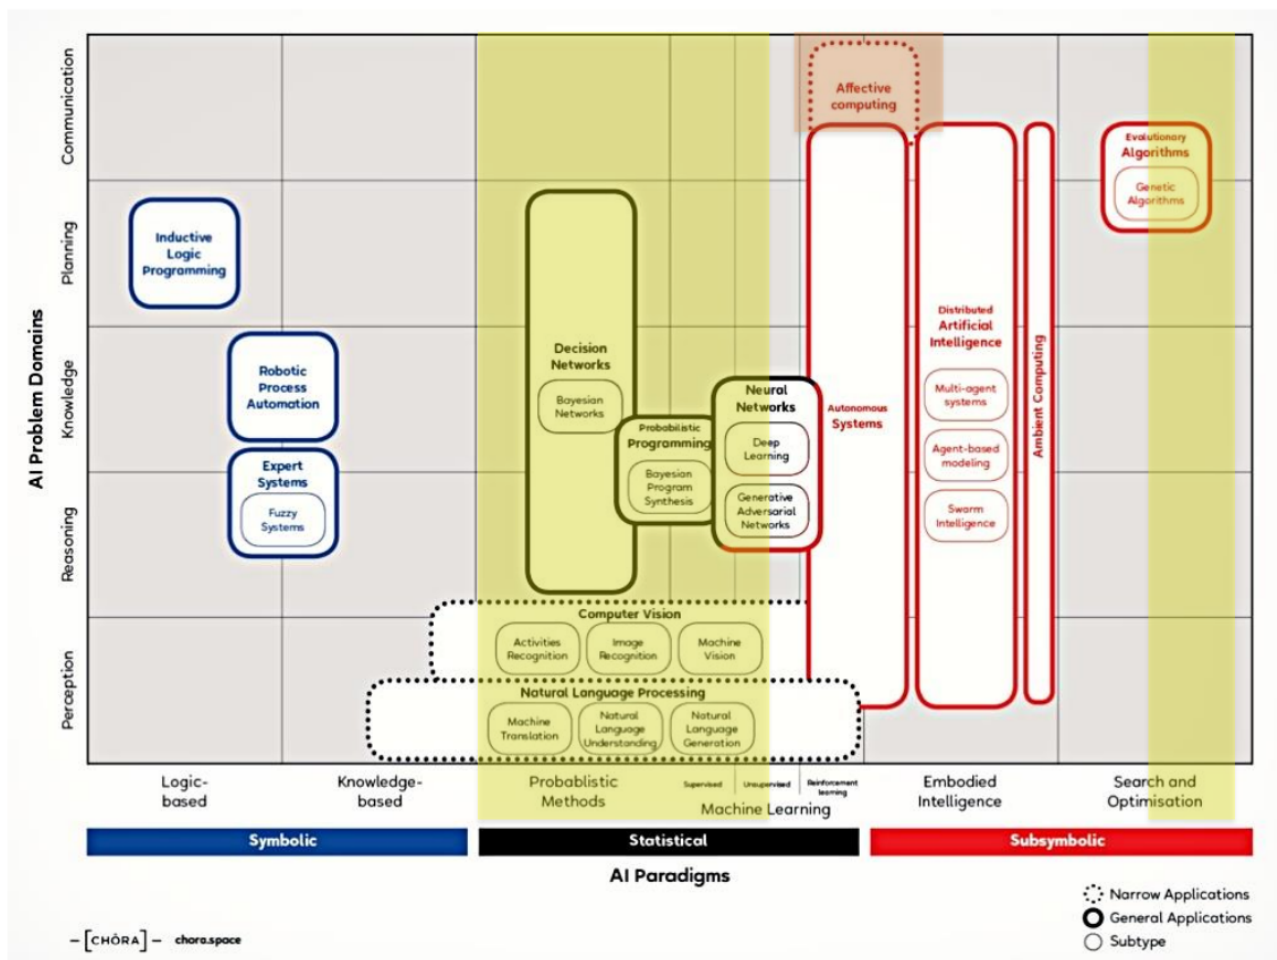 Communication
Planning
Knowledge
Reasoning
Perception
AI Problem Domains
Affective
computing
Evolutionary
Algorithms
Genetic
Algorithms
Inductive
Logic
Programming
Distributed
Artificial
Intelligence
Multi-agent
systems
Agent-based
modeling
Swarm
Intelligence
Ambient Computing
Autonomous
Systems
Decision
Networks
Bayesian
Networks
Robotic
Process
Automation
Neural
Networks
Deep
Learning
Generative
Adversarial
Networks
Probabilistic
Programming
Bayesian
Program
Synthesis
Expert
Systems
Fuzzy
Systems
Computer Vision
Activities
Recognition
Image
Recognition
Machine
Vision
Natural Language Processing
Machine
Translation
Natural
Language
Understanding
Natural
Language
Generation
Logic-
based
Knowledge-
based
Probablistic
Methods
Supervised
Unsupervised
Reinforcement
learning
Machine Learning
Embodied
Intelligence
Search and
Optimisation
Symbolic
Statistical
Subsymbolic
AI Paradigms
Narrow Applications
General Applications
Subtype
–[CHŌRA]– chora.space